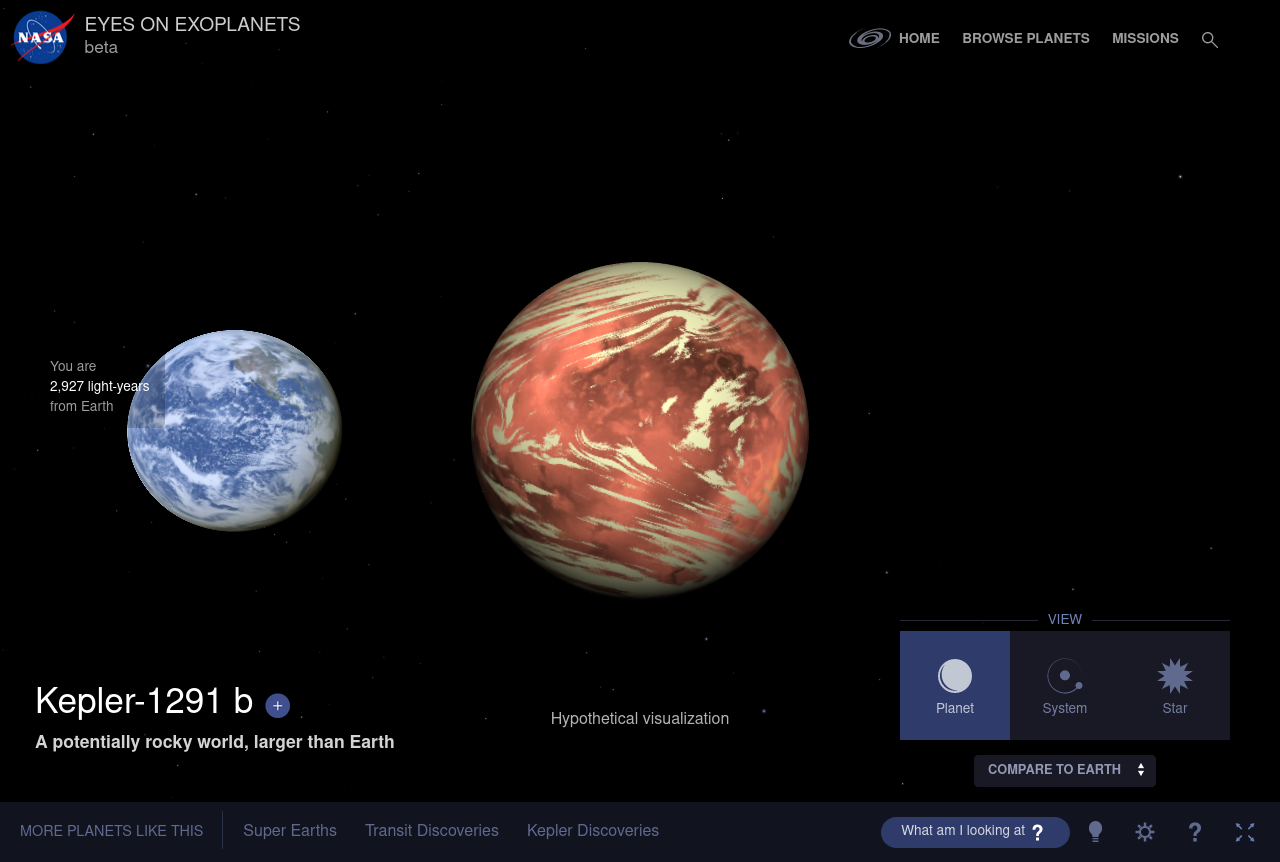 NASA
EYES ON EXOPLANETS
beta
HOME
BROWSE PLANETS
MISSIONS
You are
2,927 light-years
from Earth
Kepler-1291 b +
A potentially rocky world, larger than Earth
Hypothetical visualization
VIEW
Planet
System
Star
COMPARE TO EARTH
MORE PLANETS LIKE THIS
Super Earths
Transit Discoveries
Kepler Discoveries
What am I looking at ?
?